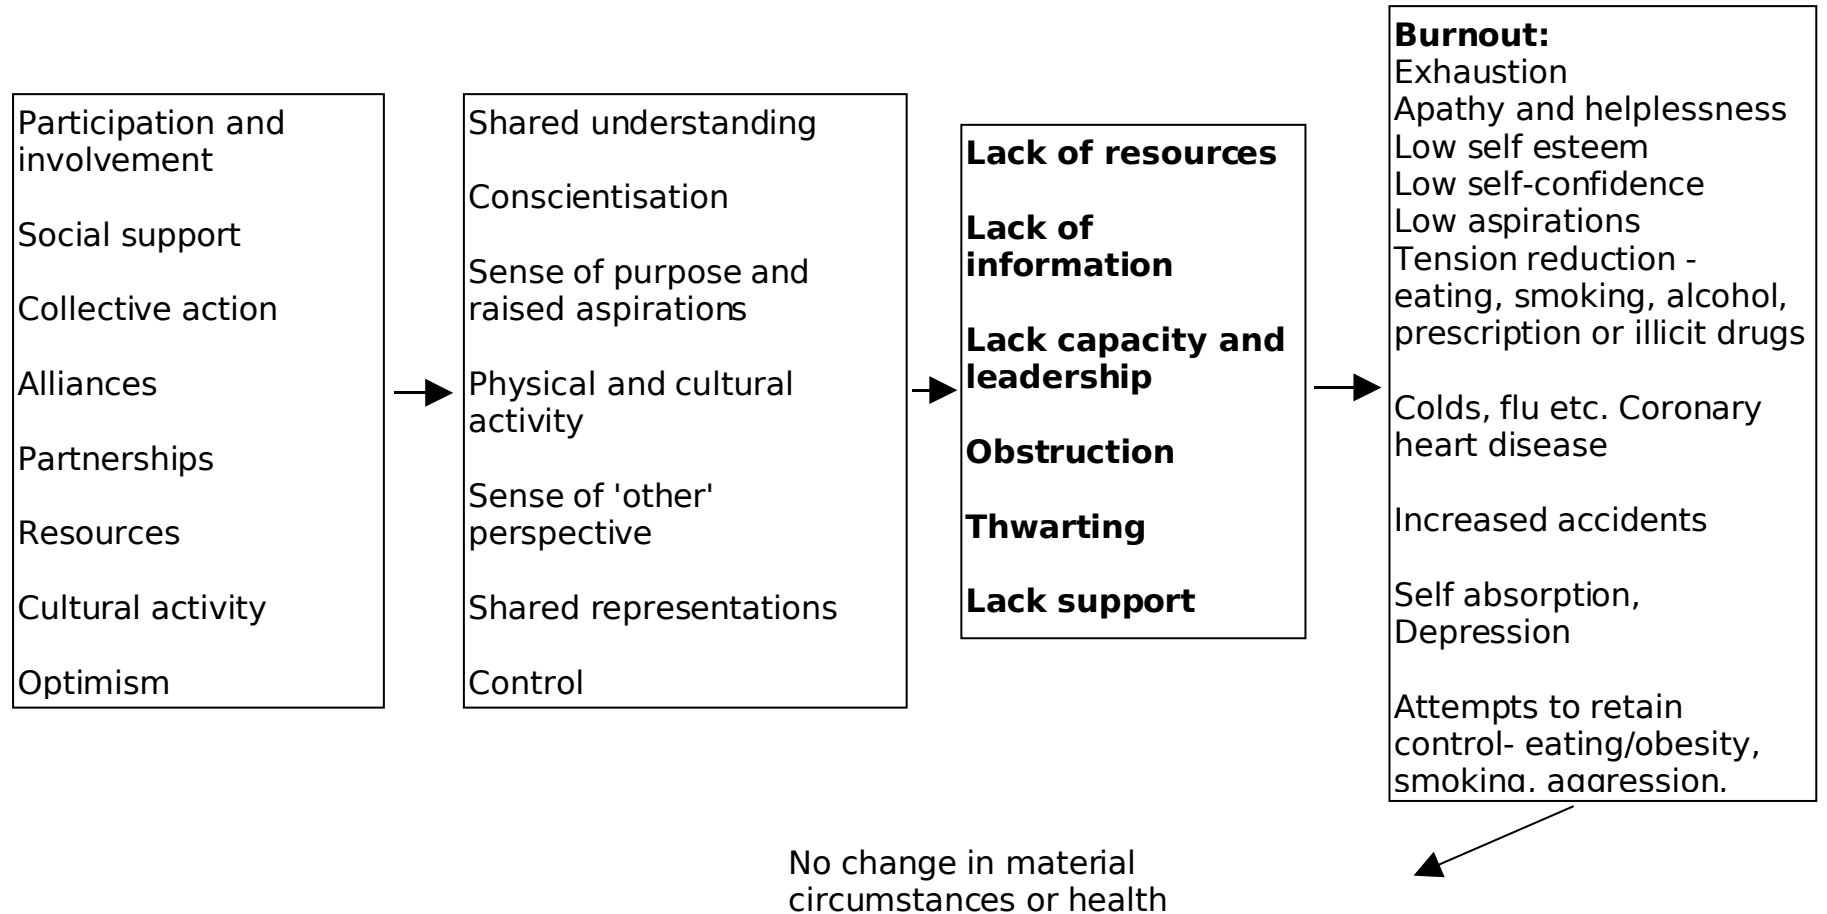 Participation and
involvement
Social support
Collective action
Alliances
Partnerships
Resources
Cultural activity
Optimism
Shared understanding
Conscientisation
Sense of purpose and
raised aspirations
Physical and cultural
activity
Sense of 'other'
perspective
Shared representations
Control
Lack of resources
Lack of
information
Lack capacity and
leadership
Obstruction
Thwarting
Lack support
Burnout:
Exhaustion
Apathy and helplessness
Low self esteem
Low self-confidence
Low aspirations
Tension reduction -
eating, smoking, alcohol,
prescription or illicit drugs
Colds, flu etc. Coronary
heart disease
Increased accidents
Self absorption,
Depression
Attempts to retain
control- eating/obesity,
smoking, aggression,
No change in material
circumstances or health